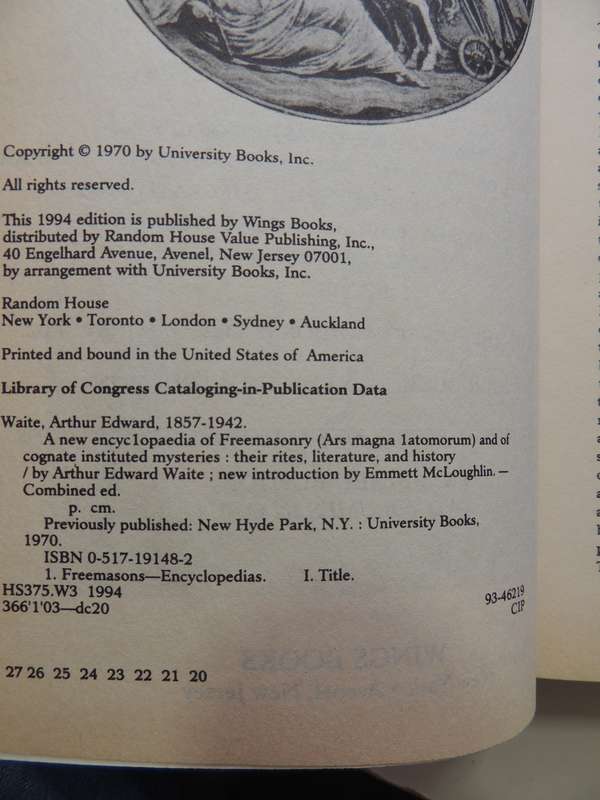 Copyright © 1970 by University Books, Inc.
All rights reserved.
This 1994 edition is published by Wings Books,
distributed by Random House Value Publishing, Inc.,
40 Engelhard Avenue, Avenel, New Jersey 07001,
by arrangement with University Books, Inc.
Random House
New York • Toronto • London • Sydney • Auckland
Printed and bound in the United States of America
Library of Congress Cataloging-in-Publication Data
Waite, Arthur Edward, 1857-1942.
A new encyc1opaedia of Freemasonry (Ars magna 1atomorum) and of
cognate instituted mysteries : their rites, literature, and history
/ by Arthur Edward Waite ; new introduction by Emmett McLoughlin. —
Combined ed.
p. cm.
Previously published: New Hyde Park, N.Y. : University Books,
1970.
ISBN 0-517-19148-2
1. Freemasons—Encyclopedias. I. Title.
HS375.W3 1994
366'1'03—dc20
93-46219
CIP
27 26 25 24 23 22 21 20